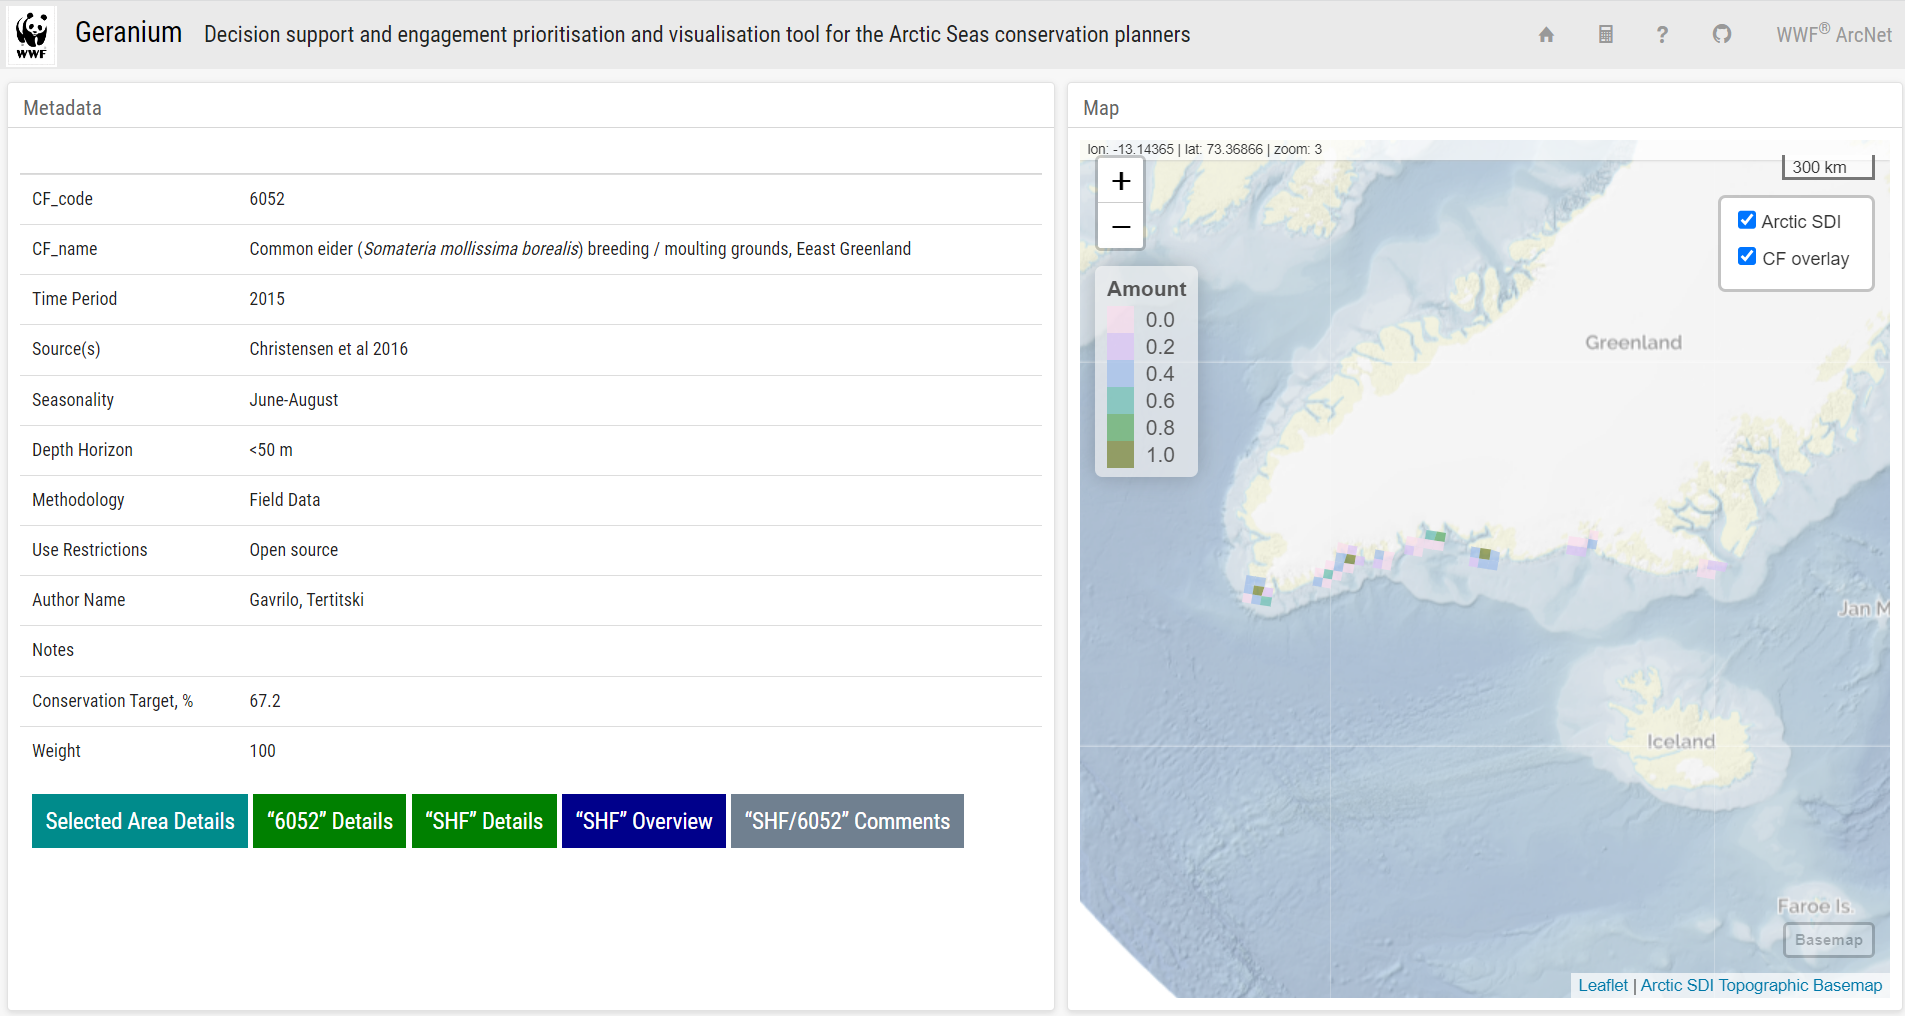 WWF
Geranium Decision support and engagement prioritisation and visualisation tool for the Arctic Seas conservation planners
? WWF® ArcNet
Metadata
CF_code 6052
CF_name Common eider (Somateria mollissima borealis) breeding / moulting grounds, Eeast Greenland
Time Period 2015
Source(s) Christensen et al 2016
Seasonality June-August
Depth Horizon <50 m
Methodology Field Data
Use Restrictions Open source
Author Name Gavrilo, Tertitski
Notes
Conservation Target, % 67.2
Weight 100
Selected Area Details
“6052” Details
“SHF” Details
“SHF” Overview
“SHF/6052” Comments
Map
lon: -13.14365 | lat: 73.36866 | zoom: 3
+
−
300 km
Arctic SDI
CF overlay
Amount
0.0
0.2
0.4
0.6
0.8
1.0
Greenland
Jan M
Iceland
Faroe Is.
Basemap
Leaflet | Arctic SDI Topographic Basemap